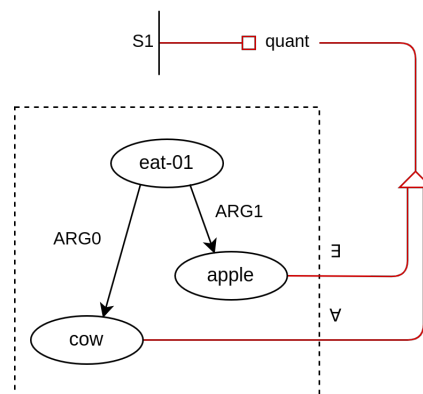 S1 quant
eat-01
ARG1
ARG0
∃
apple
∀
cow